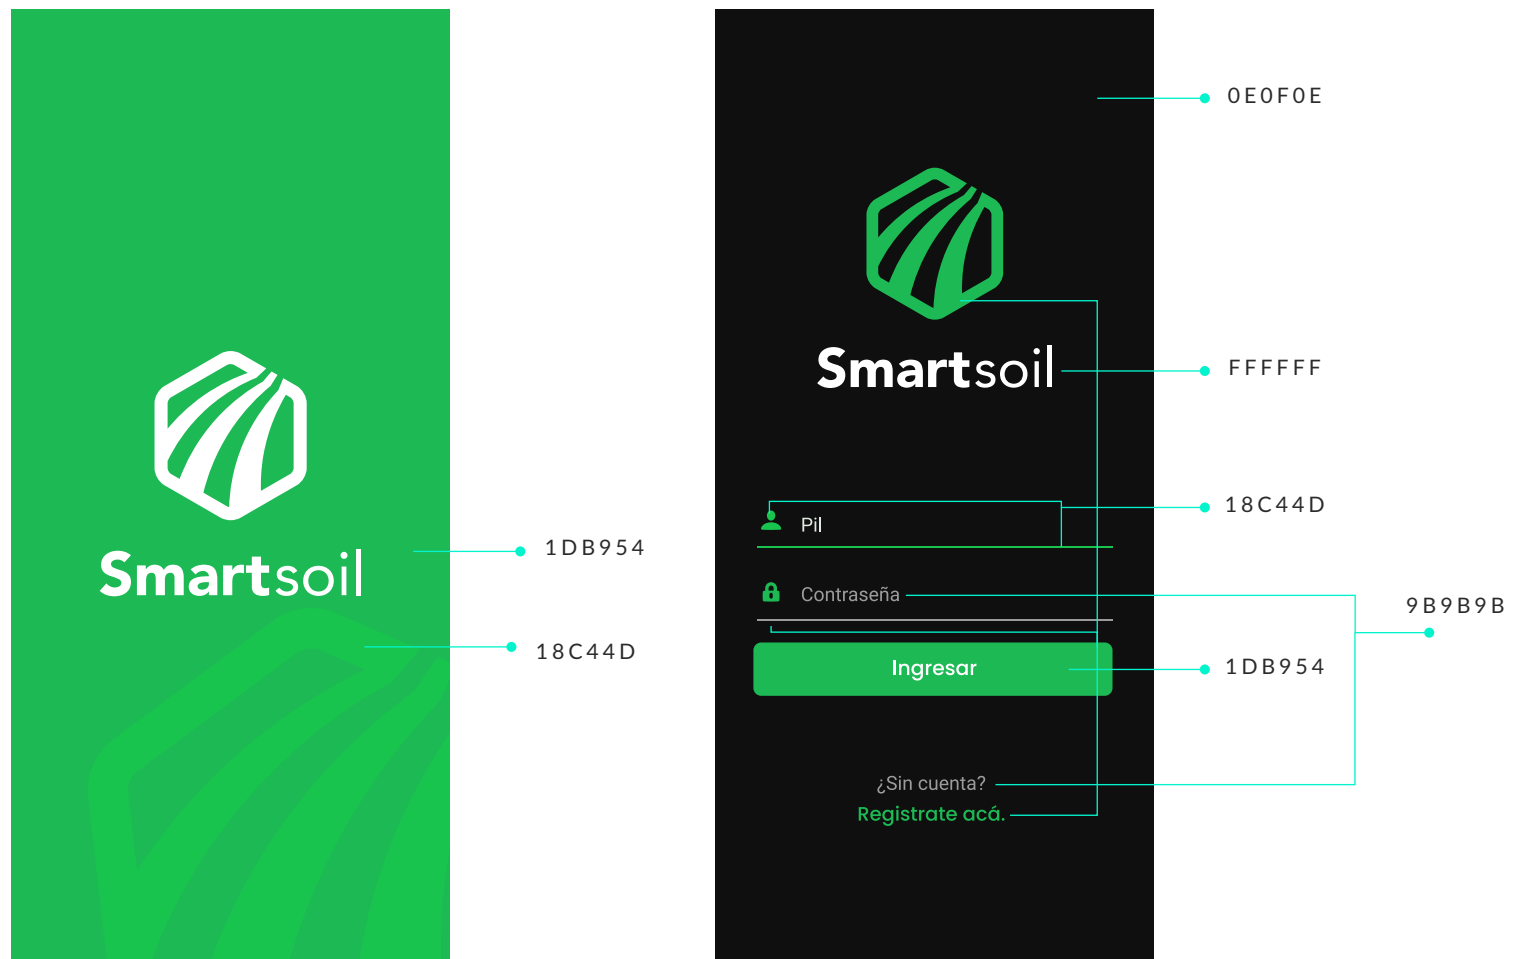 Smartsoil
1DB954
18C44D
0E0F0E
Smartsoil
FFFFFF
Pil
18C44D
Contraseña
9B9B9B
Ingresar
1DB954
¿Sin cuenta?
Registrate acá.